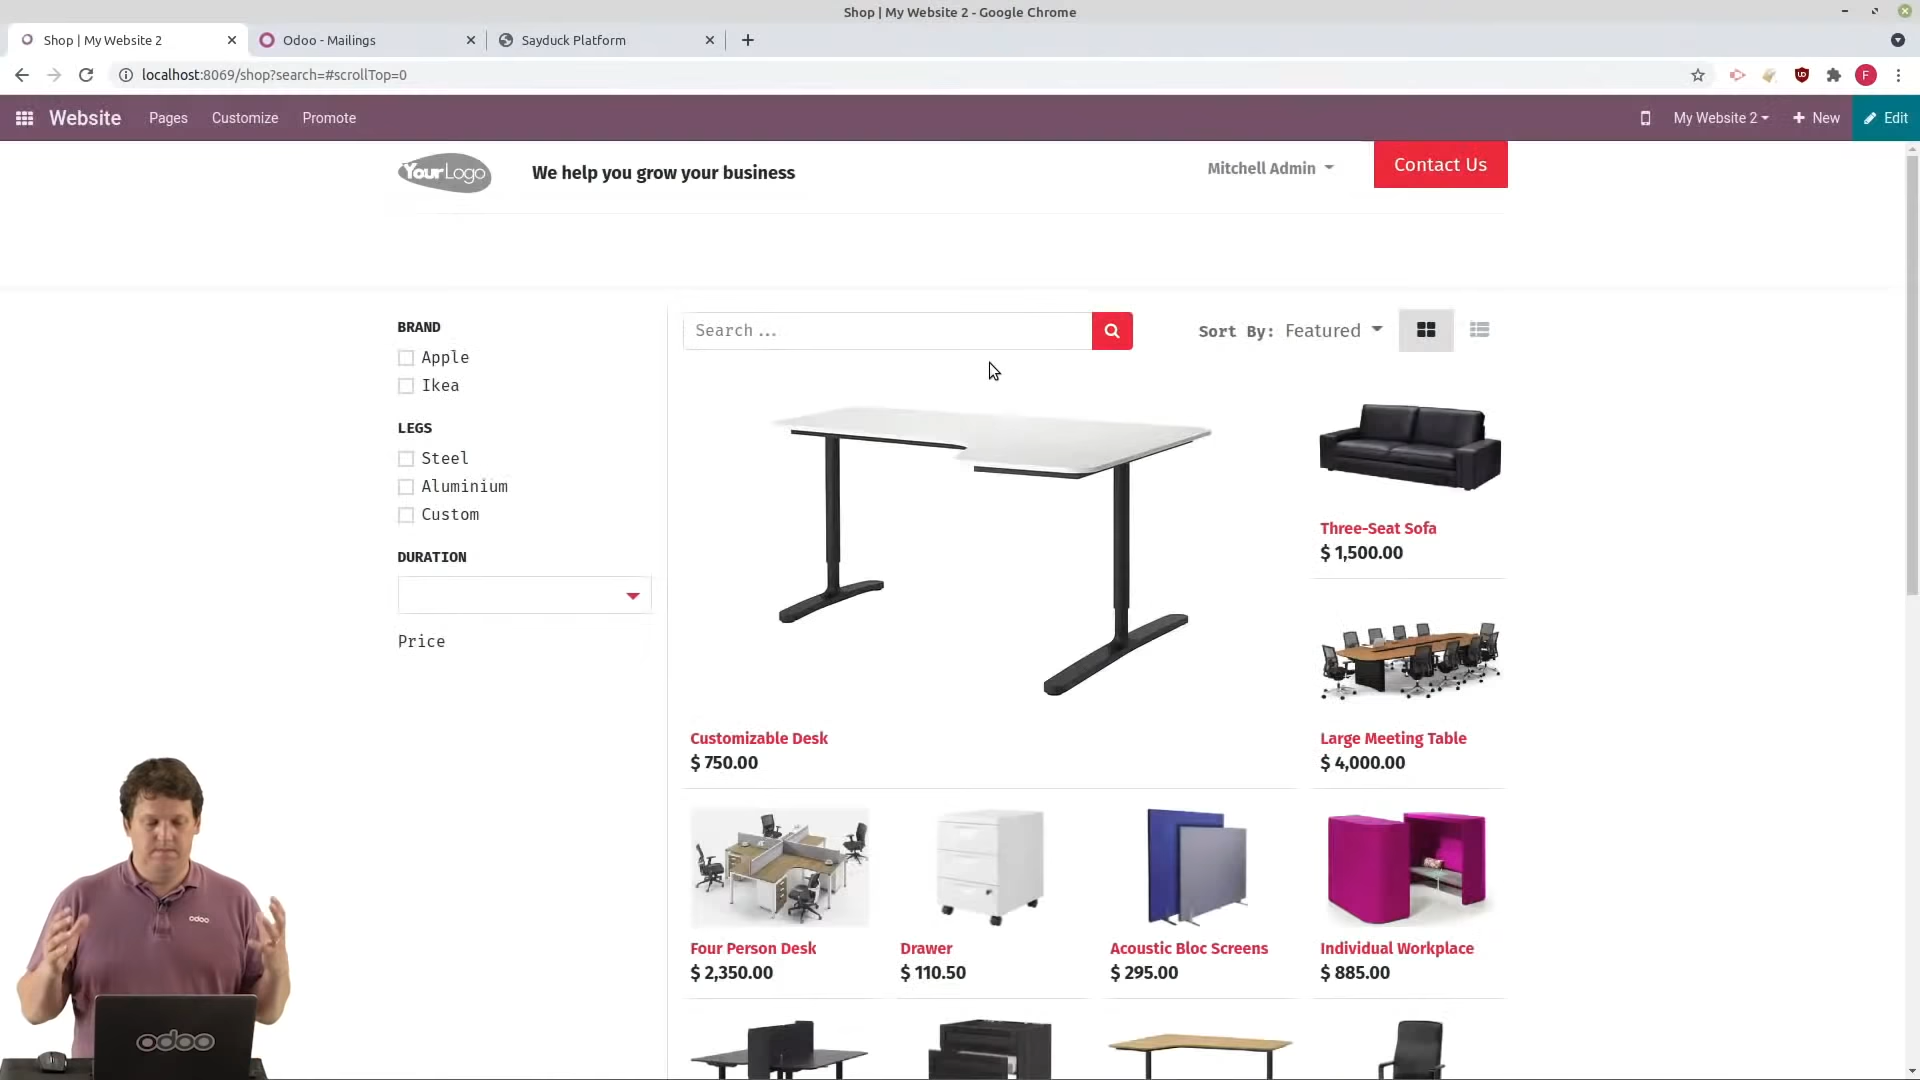 Shop | My Website 2 - Google Chrome
Shop | My Website 2
Odoo - Mailings
Sayduck Platform
localhost:8069/shop?search=#scrollTop=0
F
Website
Pages
Customize
Promote
My Website 2
New
Edit
YourLogo
We help you grow your business
Mitchell Admin
Contact Us
BRAND
Apple
Ikea
LEGS
Steel
Aluminium
Custom
DURATION
Price
Search ...
Sort By: Featured
Three-Seat Sofa
$ 1,500.00
Customizable Desk
$ 750.00
Large Meeting Table
$ 4,000.00
Four Person Desk
$ 2,350.00
Drawer
$ 110.50
Acoustic Bloc Screens
$ 295.00
Individual Workplace
$ 885.00
odoo
odoo